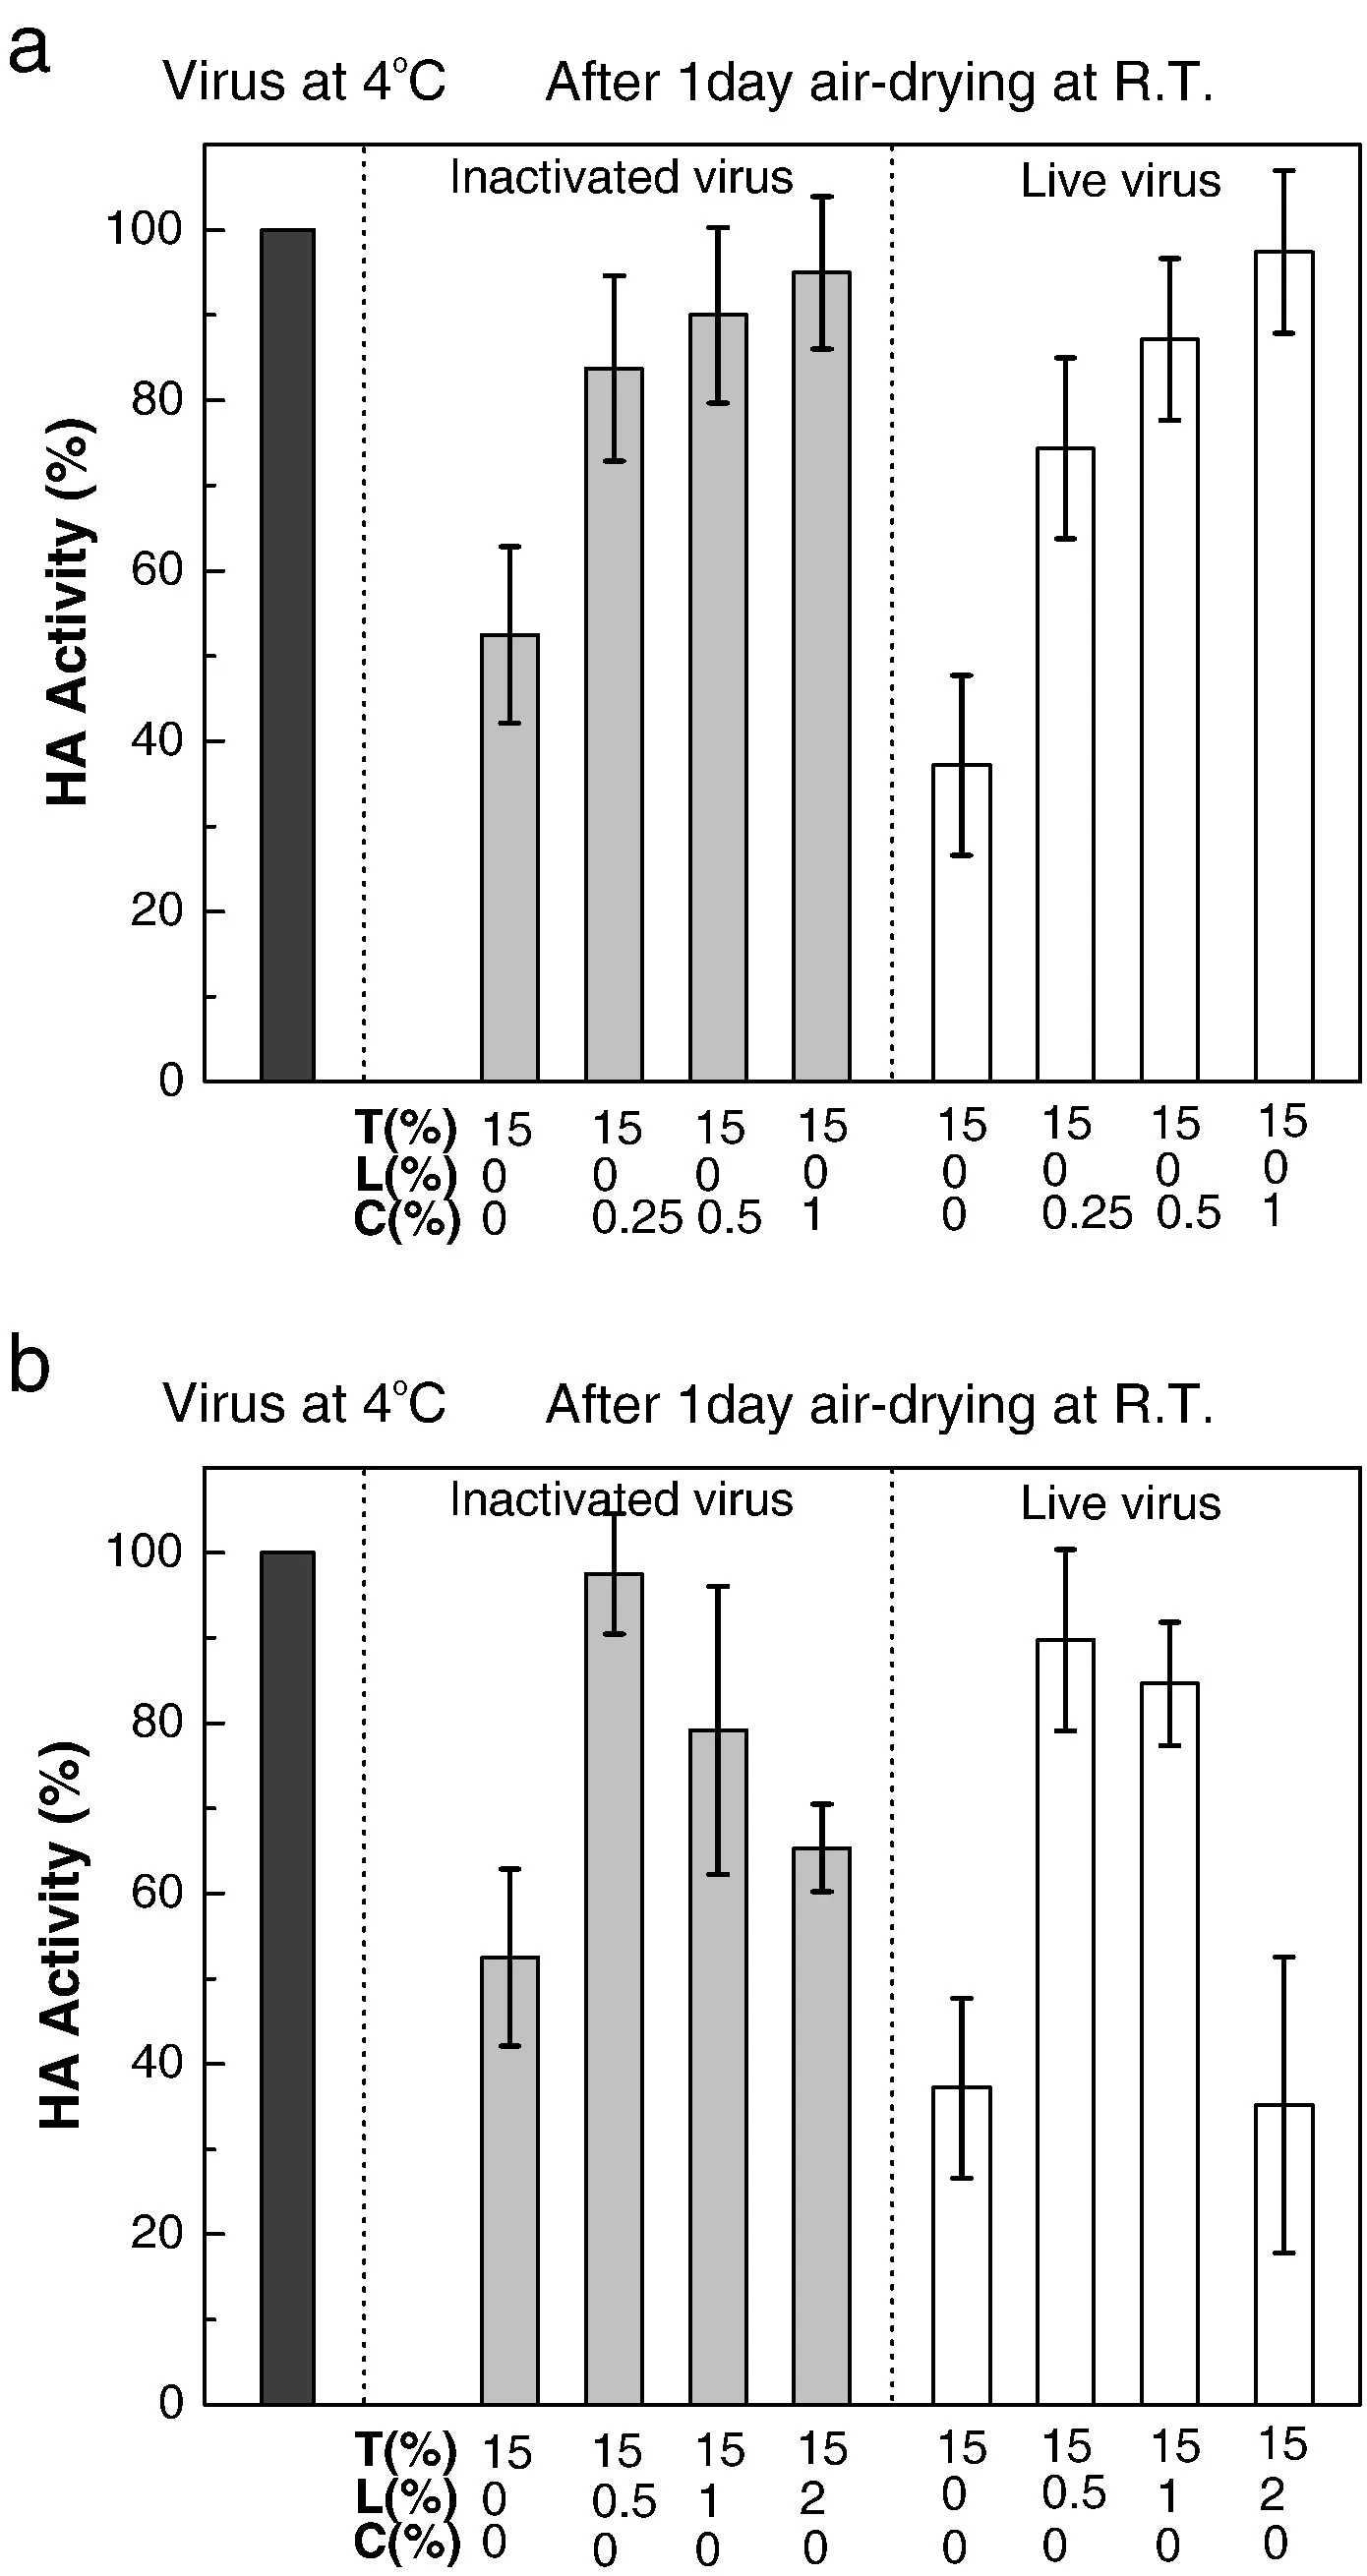 a
Virus at 4°C After 1day air-drying at R.T.
Inactivated virus Live virus
HA Activity (%)
100
80
60
40
20
0
T(%) 15 15 15 15 15 15 15 15
L(%) 0 0 0 0 0 0 0 0
C(%) 0 0.25 0.5 1 0 0.25 0.5 1
b
Virus at 4°C After 1day air-drying at R.T.
Inactivated virus Live virus
HA Activity (%)
100
80
60
40
20
0
T(%) 15 15 15 15 15 15 15 15
L(%) 0 0.5 1 2 0 0.5 1 2
C(%) 0 0 0 0 0 0 0 0